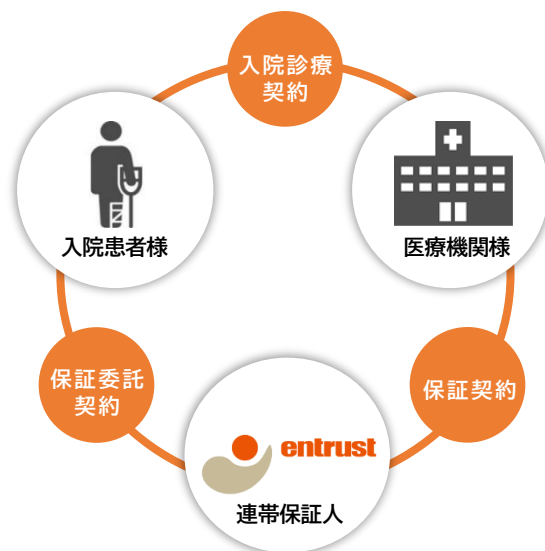 入院診療
契約
入院患者様
医療機関様
保証委託
契約
保証契約
entrust
連帯保証人